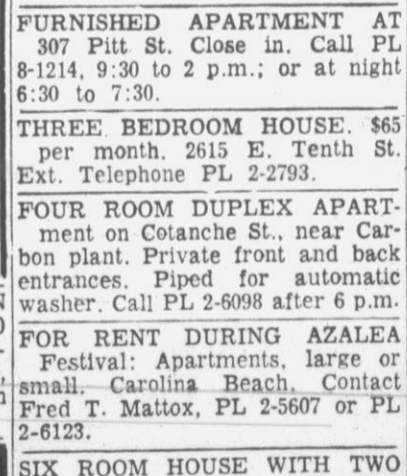 FURNISHED APARTMENT AT
307 Pitt St. Close in. Call PL
8-1214, 9:30 to 2 p.m.; or at night
6:30 to 7:30.
THREE BEDROOM HOUSE. $65
per month. 2615 E. Tenth St.
Ext. Telephone PL 2-2793.
FOUR ROOM DUPLEX APART-
ment on Cotanche St., near Car-
bon plant. Private front and back
entrances. Piped for automatic
washer. Call PL 2-6098 after 6 p.m.
FOR RENT DURING AZALEA
Festival: Apartments, large or
small. Carolina Beach. Contact
Fred T. Mattox, PL 2-5607 or PL
2-6123.
SIX ROOM HOUSE WITH TWO